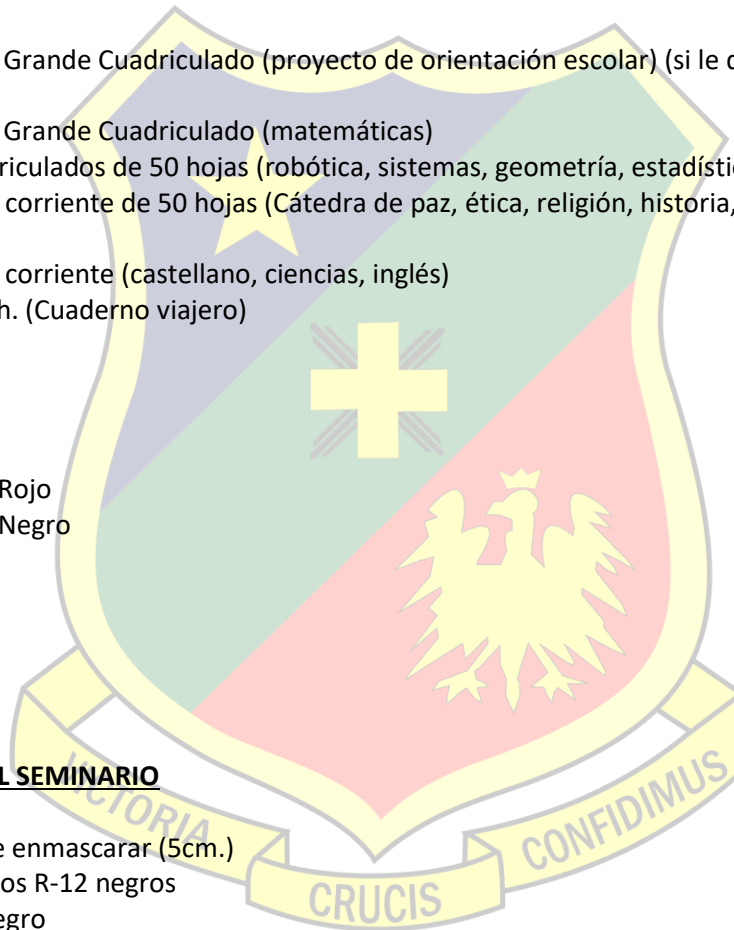 Grande Cuadriculado (proyecto de orientación escolar) (si le
Grande Cuadriculado (matemáticas)
riculados de 50 hojas (robótica, sistemas, geometría,
corriente de 50 hojas (Cátedra de paz, ética, religión, historia,
corriente (castellano, ciencias, inglés)
h. (Cuaderno viajero)
Rojo
Negro
L SEMINARIO
e enmascarar (5cm.)
os R-12 negros
egro
VICTORIA
CRUCIS
CONFIDIMUS